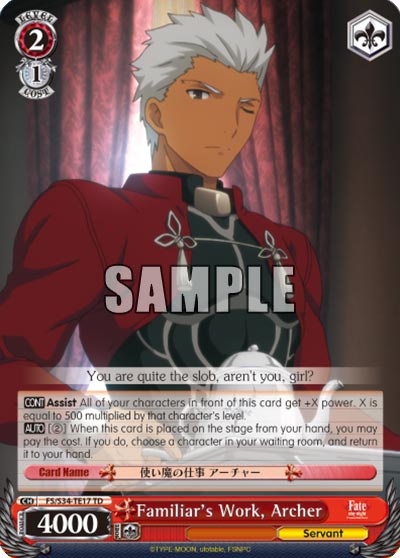 LEVEL
2
1
COST
SAMPLE
You are quite the slob, aren't you, girl?
CONT Assist All of your characters in front of this card get +X power. X is
equal to 500 multiplied by that character's level.
AUTO [②] When this card is placed on the stage from your hand, you may
pay the cost. If you do, choose a character in your waiting room, and return
it to your hand.
Card Name 使い魔の仕事 アーチャー
CH FS/S34-TE17 TD
POWER 4000 Familiar's Work, Archer Fate
Servant
©TYPE-MOON, ufotable, FSNPC